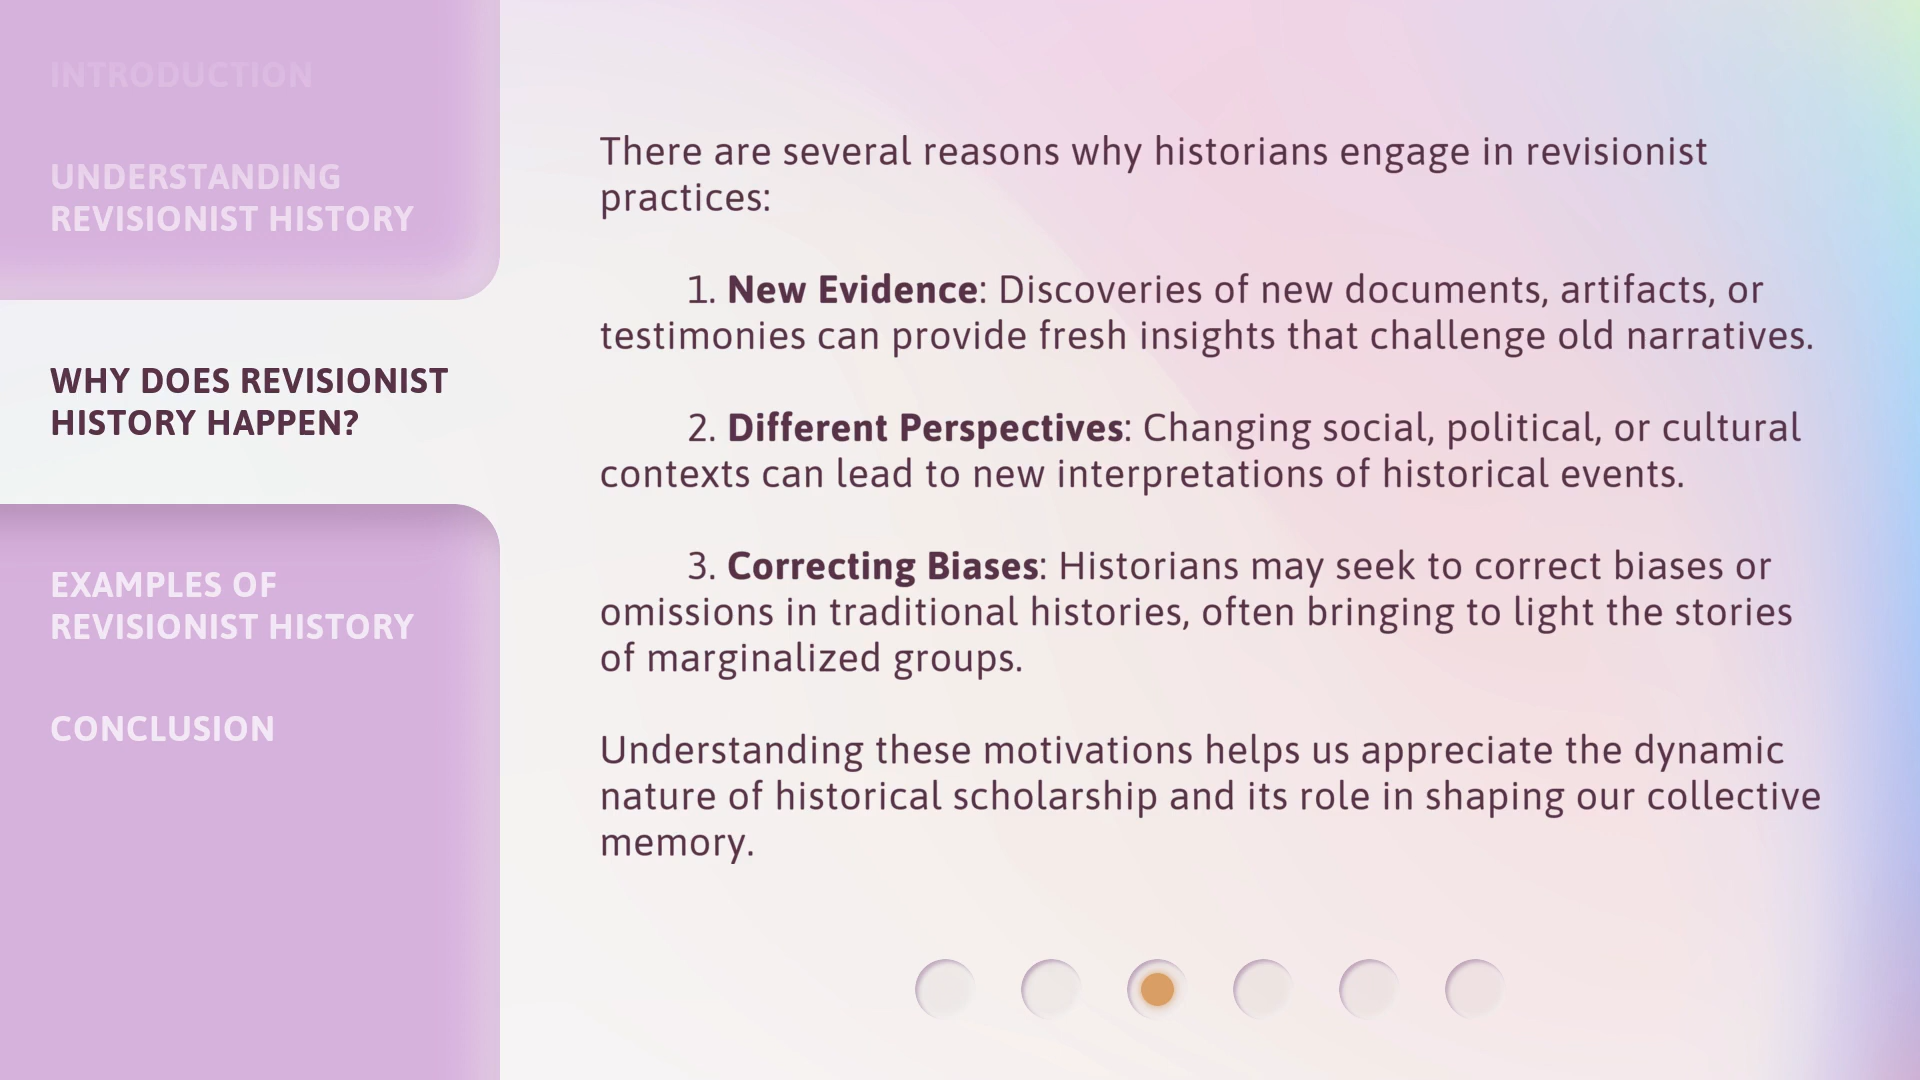 INTRODUCTION
UNDERSTANDING
REVISIONIST HISTORY
WHY DOES REVISIONIST
HISTORY HAPPEN?
EXAMPLES OF
REVISIONIST HISTORY
CONCLUSION
There are several reasons why historians engage in revisionist
practices:
1. New Evidence: Discoveries of new documents, artifacts, or
testimonies can provide fresh insights that challenge old narratives.
2. Different Perspectives: Changing social, political, or cultural
contexts can lead to new interpretations of historical events.
3. Correcting Biases: Historians may seek to correct biases or
omissions in traditional histories, often bringing to light the stories
of marginalized groups.
Understanding these motivations helps us appreciate the dynamic
nature of historical scholarship and its role in shaping our collective
memory.